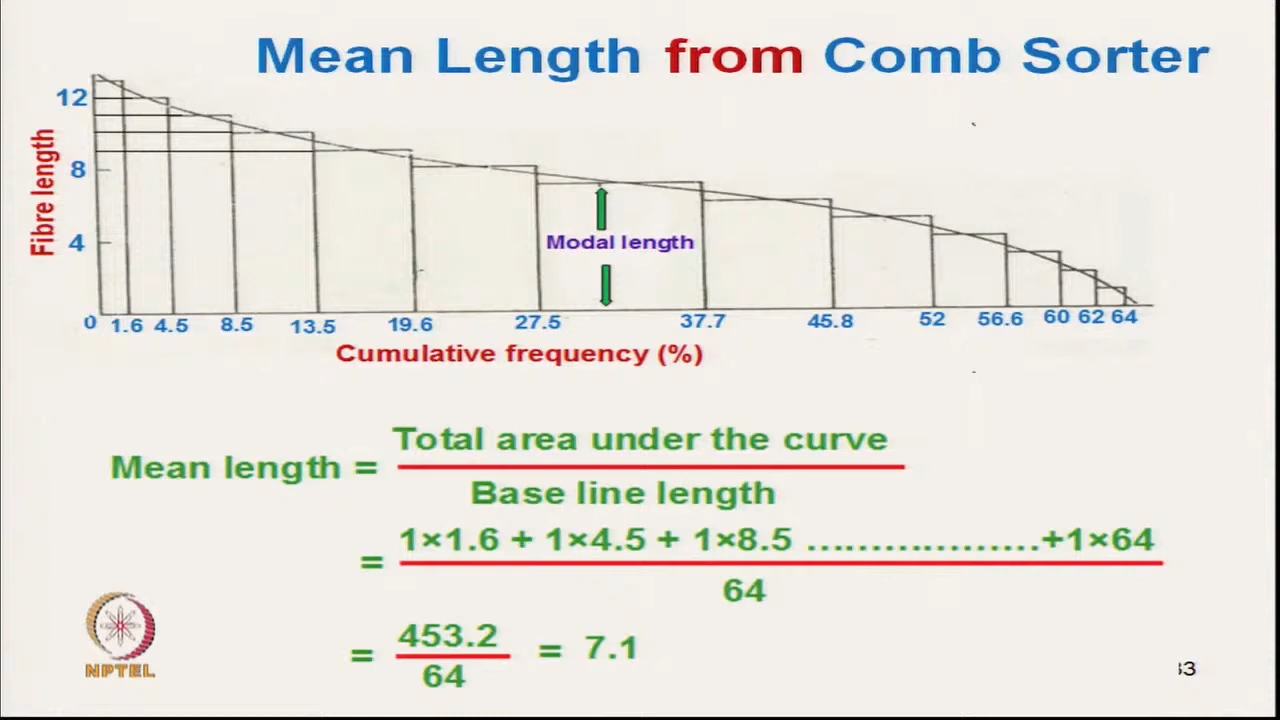 Mean Length from Comb Sorter
12
8
4
Fibre length
Modal length
0 1.6 4.5 8.5 13.5 19.6 27.5 37.7 45.8 52 56.6 60 62 64
Cumulative frequency (%)
Mean length = Total area under the curve
Base line length
= 1×1.6 + 1×4.5 + 1×8.5 ………………….+1×64
64
= 453.2 = 7.1
64
NPTEL
33